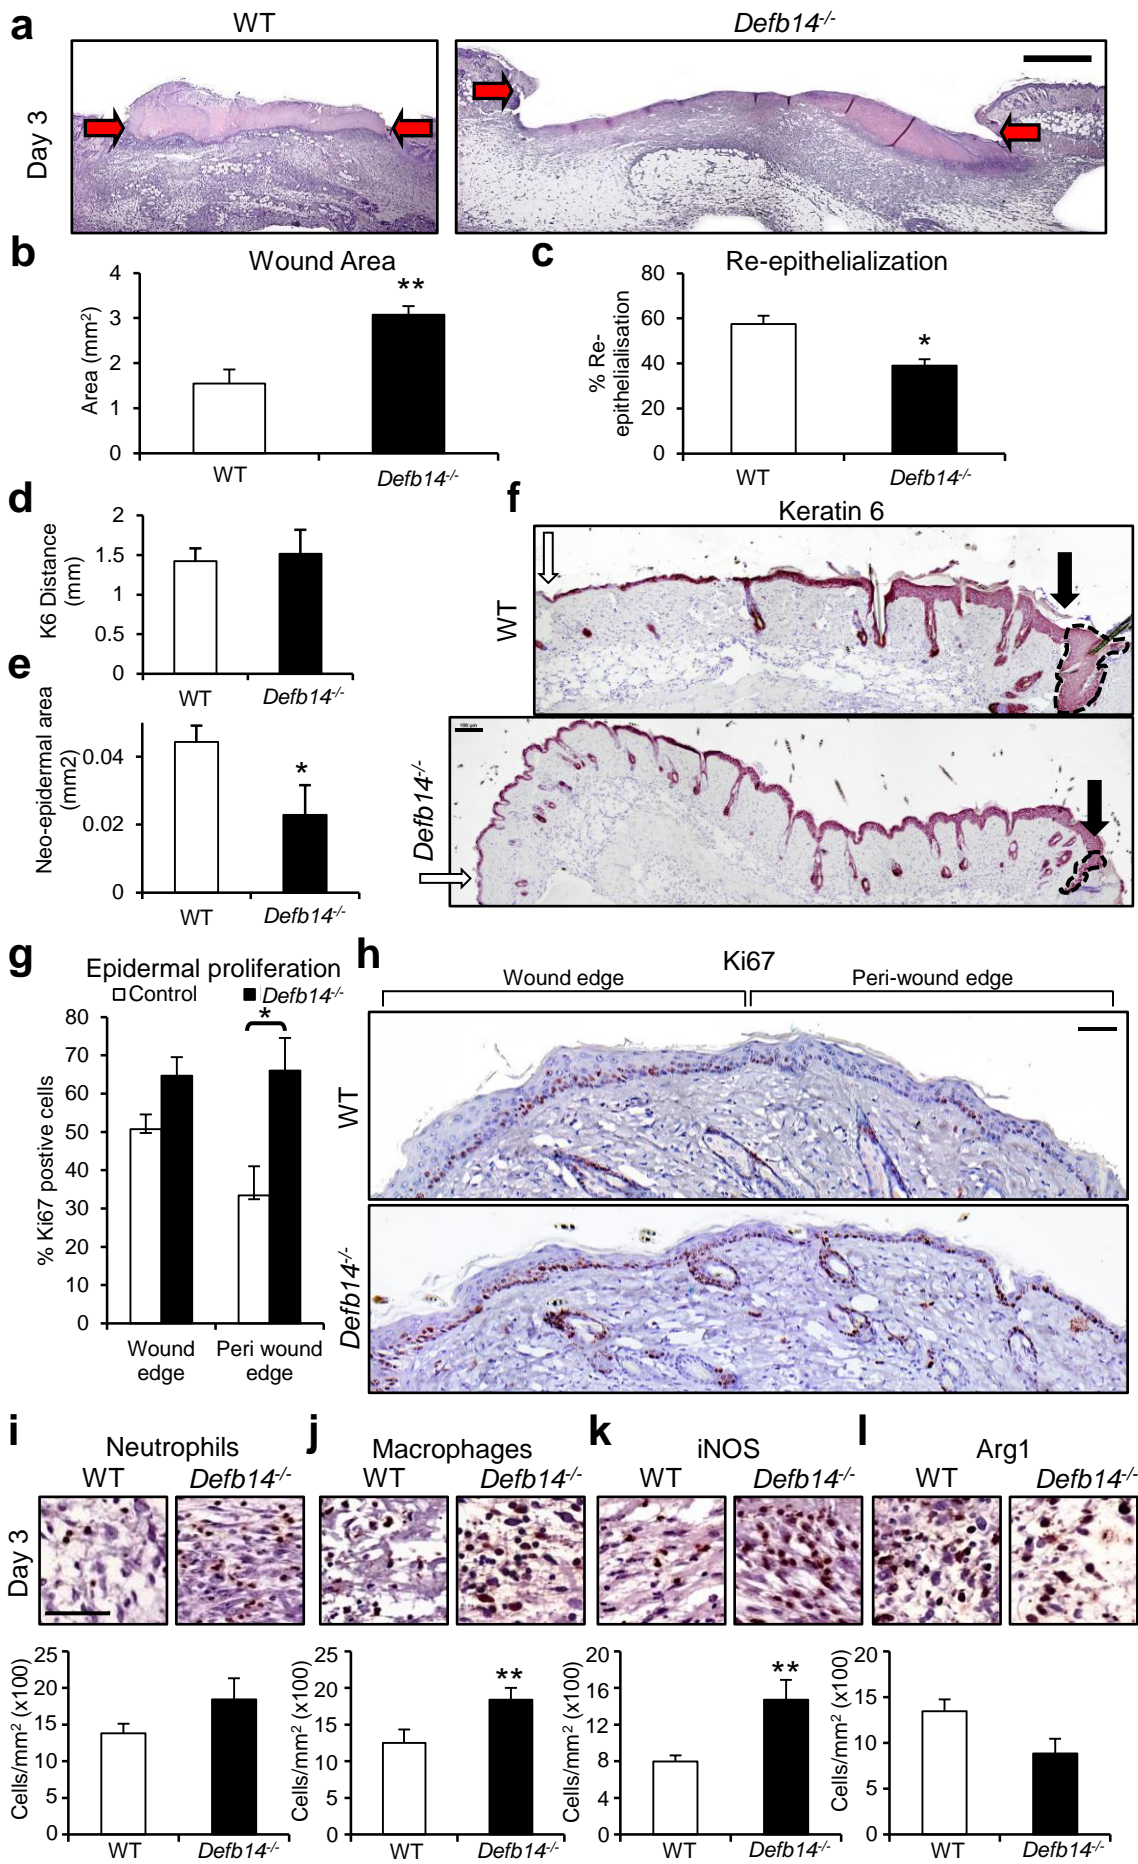 a
WT
Defb14-/-
Day 3
b
Wound Area
Area (mm2)
4
3
2
1
0
**
WT
Defb14-/-
c
Re-epithelialization
% Re-
epithelialisation
80
60
40
20
0
*
WT
Defb14-/-
d
K6 Distance
(mm)
2
1.5
1
0.5
0
WT
Defb14-/-
e
Neo-epidermal area
(mm2)
0.04
0.02
0
*
WT
Defb14-/-
f
Keratin 6
WT
Defb14-/-
100 µm
g
Epidermal proliferation
Control
Defb14-/-
*
% Ki67 postive cells
80
70
60
50
40
30
20
10
0
Wound
edge
Peri wound
edge
h
Ki67
Wound edge
Peri-wound edge
WT
Defb14-/-
i
Neutrophils
WT
Defb14-/-
Day 3
j
Macrophages
WT
Defb14-/-
k
iNOS
WT
Defb14-/-
l
Arg1
WT
Defb14-/-
Cells/mm2 (x100)
25
20
15
10
5
0
WT
Defb14-/-
Cells/mm2 (x100)
25
20
15
10
5
0
**
WT
Defb14-/-
Cells/mm2 (x100)
20
16
12
8
4
0
**
WT
Defb14-/-
Cells/mm2 (x100)
20
15
10
5
0
WT
Defb14-/-